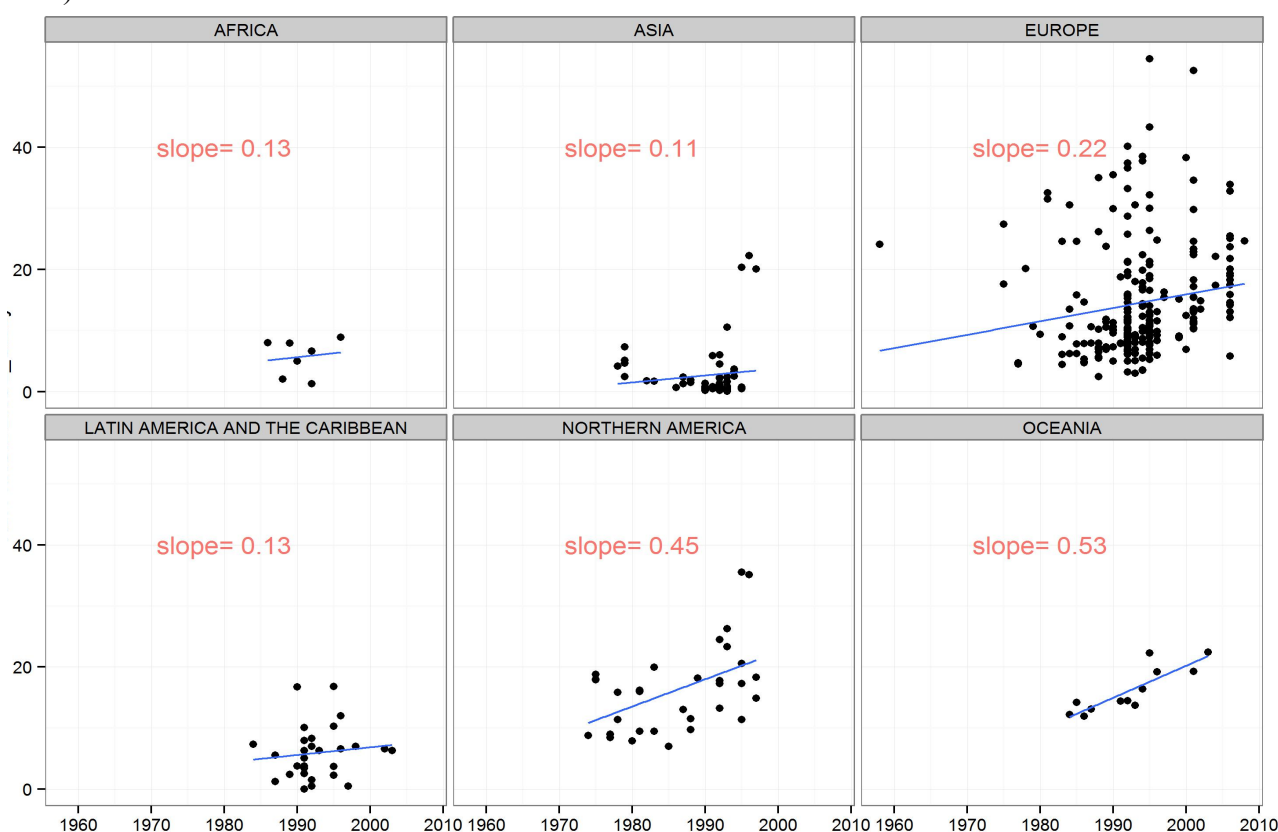 )
AFRICA ASIA EUROPE
40 slope= 0.13 slope= 0.11 slope= 0.22
20
0
LATIN AMERICA AND THE CARIBBEAN NORTHERN AMERICA OCEANIA
40 slope= 0.13 slope= 0.45 slope= 0.53
20
0
1960 1970 1980 1990 2000 2010 1960 1970 1980 1990 2000 2010 1960 1970 1980 1990 2000 2010